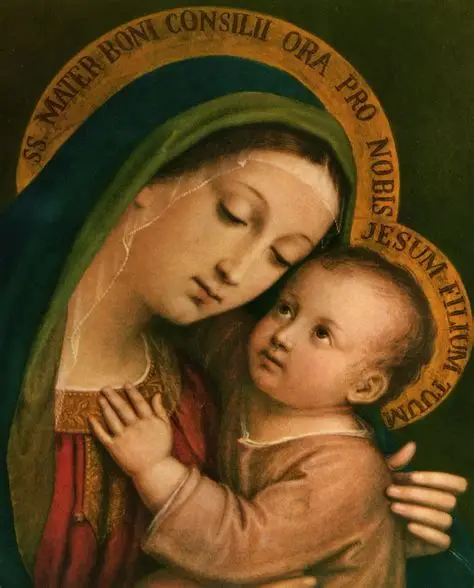 SS. MATER BONI CONSILII ORA PRO NOBIS
JESUM FILIUM TUUM